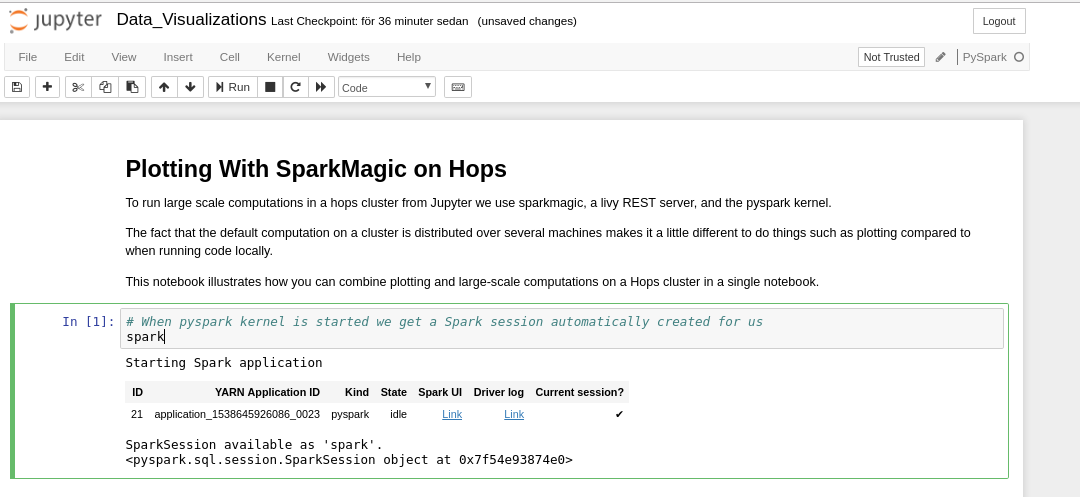 jupyter Data_Visualizations Last Checkpoint: för 36 minuter sedan (unsaved changes) Logout
File Edit View Insert Cell Kernel Widgets Help Not Trusted PySpark
Run Code
Plotting With SparkMagic on Hops
To run large scale computations in a hops cluster from Jupyter we use sparkmagic, a livy REST server, and the pyspark kernel.
The fact that the default computation on a cluster is distributed over several machines makes it a little different to do things such as plotting compared to
when running code locally.
This notebook illustrates how you can combine plotting and large-scale computations on a Hops cluster in a single notebook.
In [1]: # When pyspark kernel is started we get a Spark session automatically created for us
spark
Starting Spark application
ID YARN Application ID Kind State Spark UI Driver log Current session?
21 application_1538645926086_0023 pyspark idle Link Link ✔
SparkSession available as 'spark'.
<pyspark.sql.session.SparkSession object at 0x7f54e93874e0>